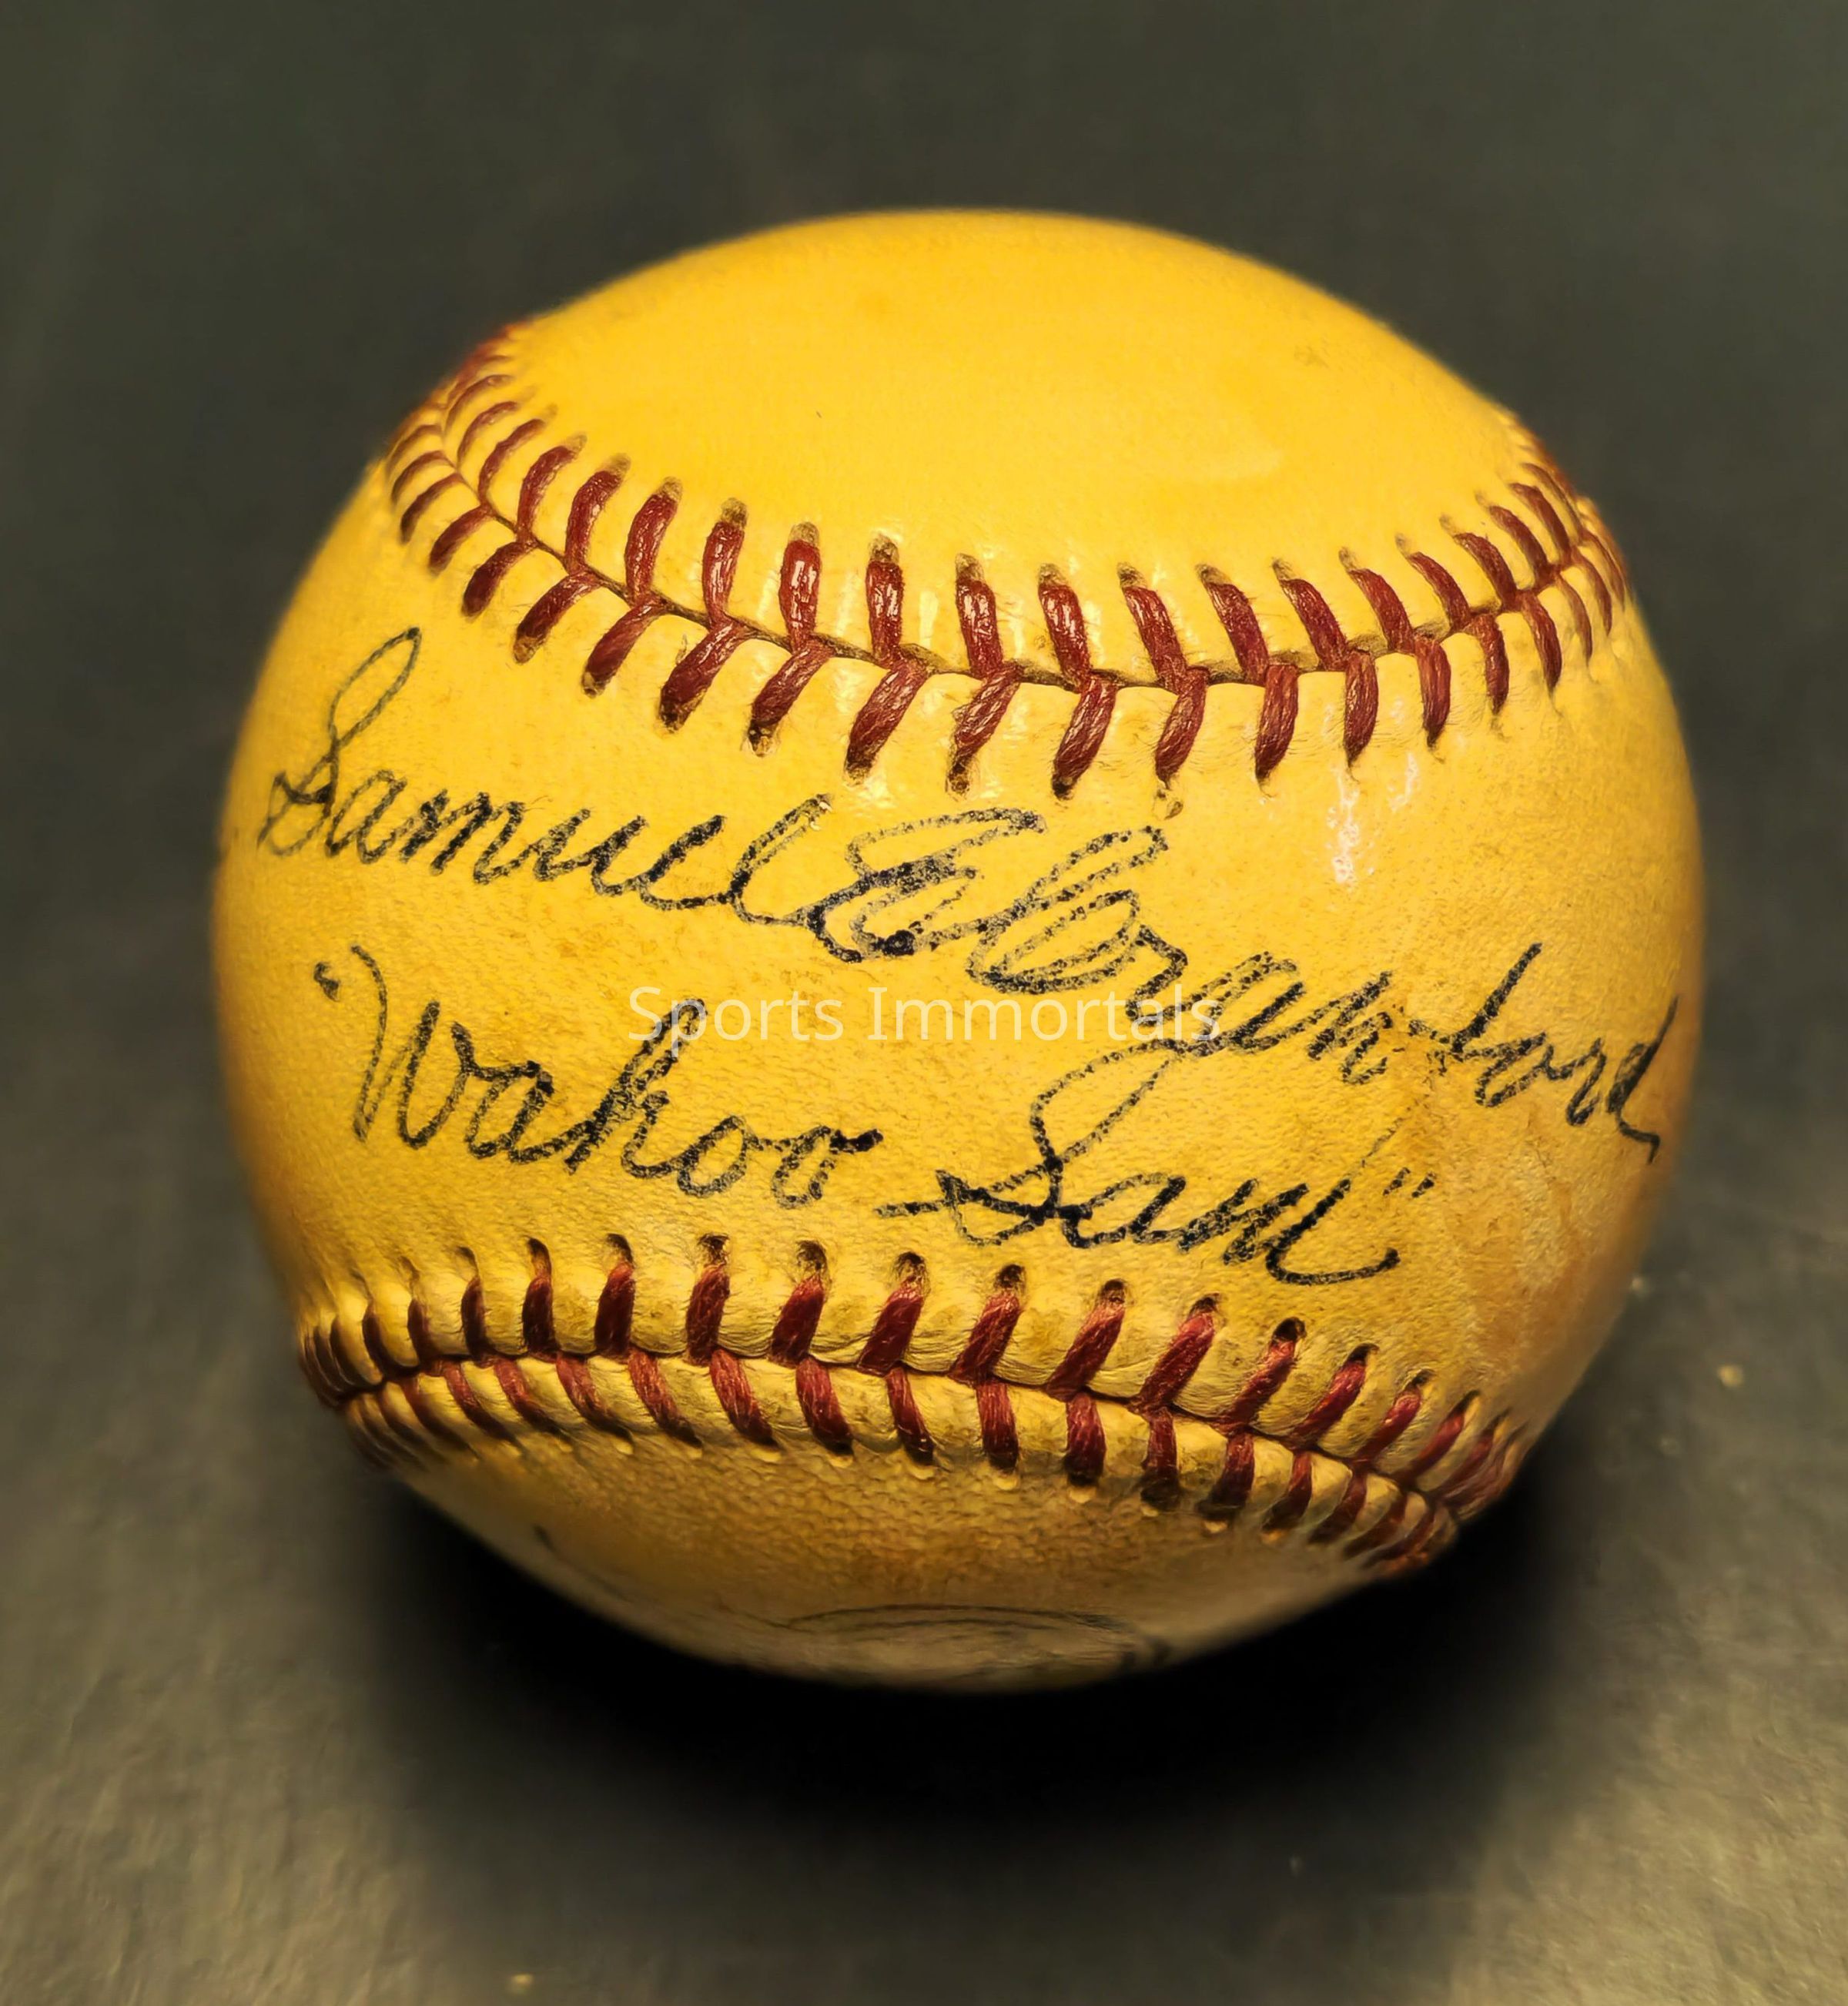 Samuel E Crawford
"Wahoo Sam"
Sports Immortals